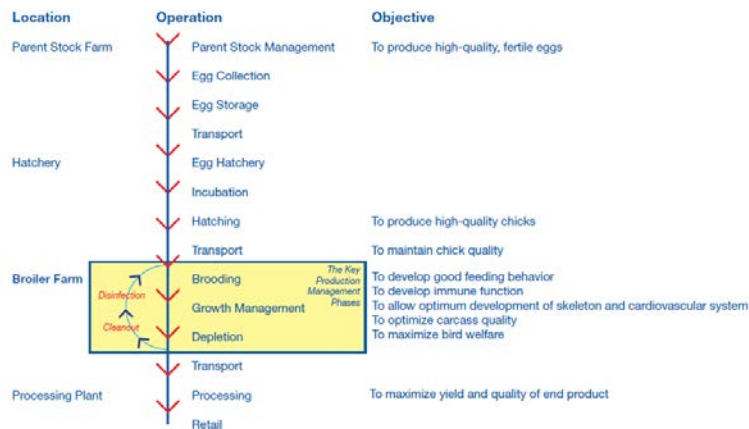 Location Operation Objective
Parent Stock Farm Parent Stock Management To produce high-quality, fertile eggs
Egg Collection
Egg Storage
Transport
Hatchery Egg Hatchery
Incubation
Hatching To produce high-quality chicks
Transport To maintain chick quality
Broiler Farm
Disinfection
Cleanout
Brooding
Growth Management
Depletion
The Key
Production
Management
Phases
To develop good feeding behavior
To develop immune function
To allow optimum development of skeleton and cardiovascular system
To optimize carcass quality
To maximize bird welfare
Transport
Processing Plant Processing To maximize yield and quality of end product
Retail